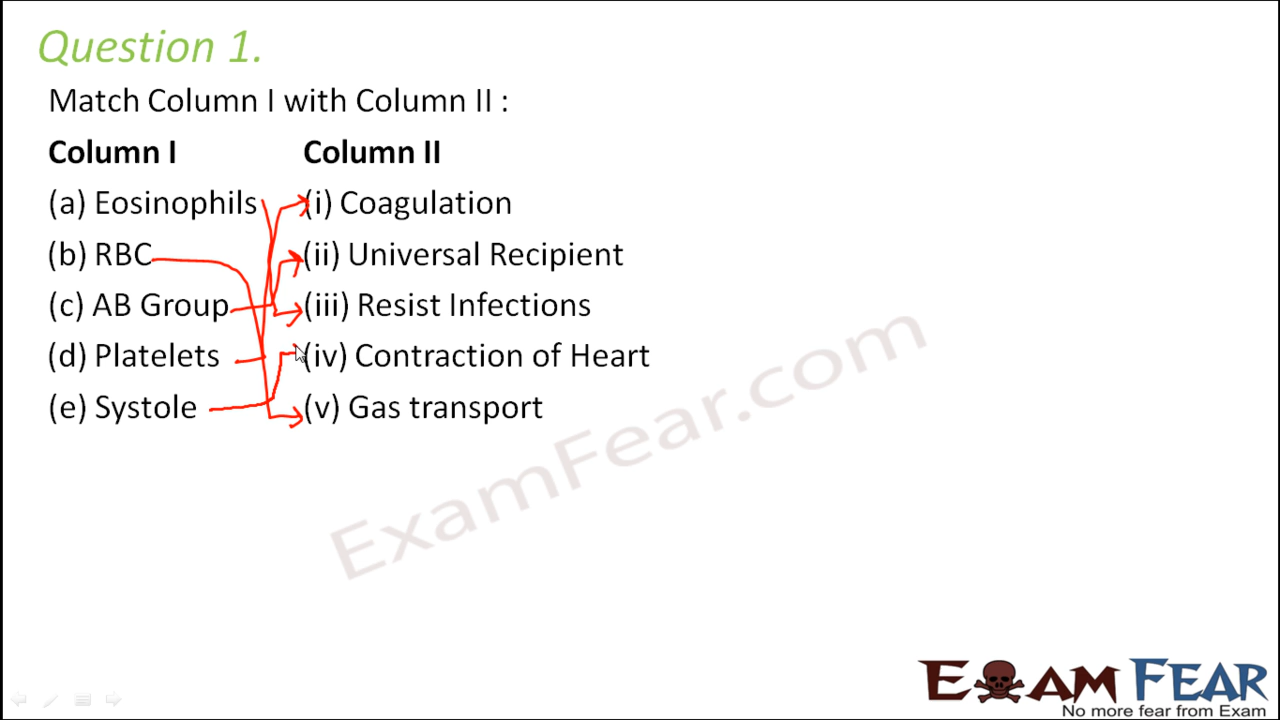 Question 1.
Match Column I with Column II :
Column I Column II
(a) Eosinophils (i) Coagulation
(b) RBC (ii) Universal Recipient
(c) AB Group (iii) Resist Infections
(d) Platelets (iv) Contraction of Heart
(e) Systole (v) Gas transport
ExamFear.com
EXAM FEAR
No more fear from Exam